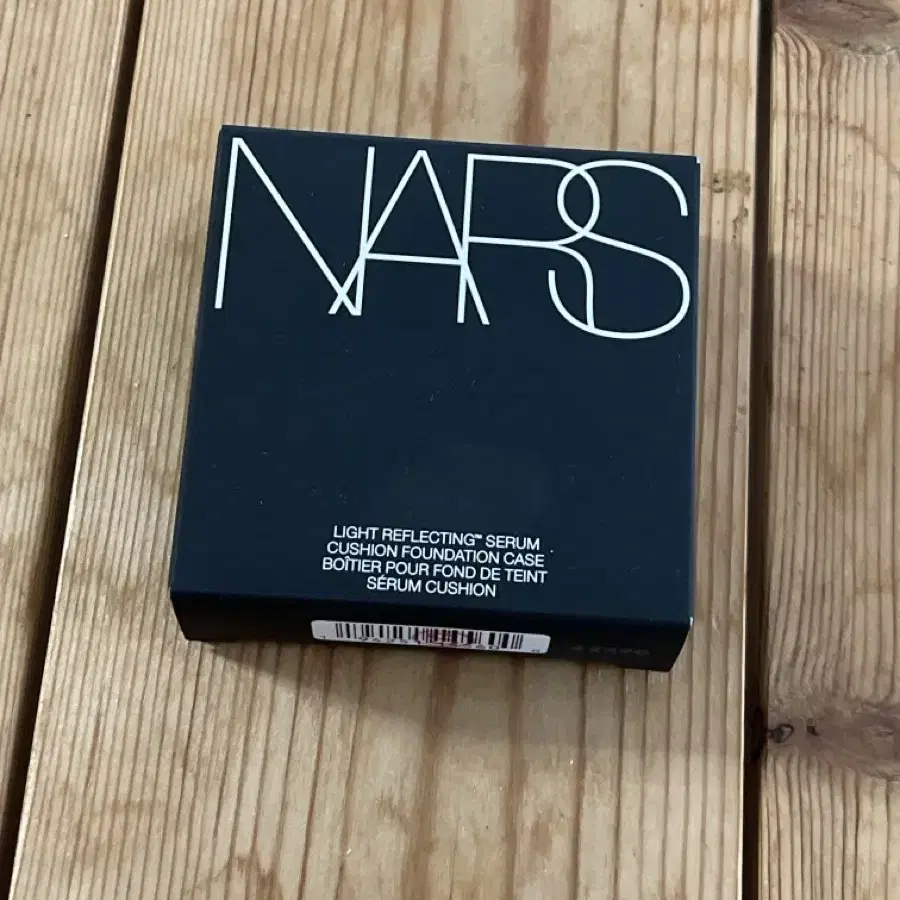 NARS
LIGHT REFLECTING™ SERUM
CUSHION FOUNDATION CASE
BOÎTIER POUR FOND DE TEINT
SÉRUM CUSHION